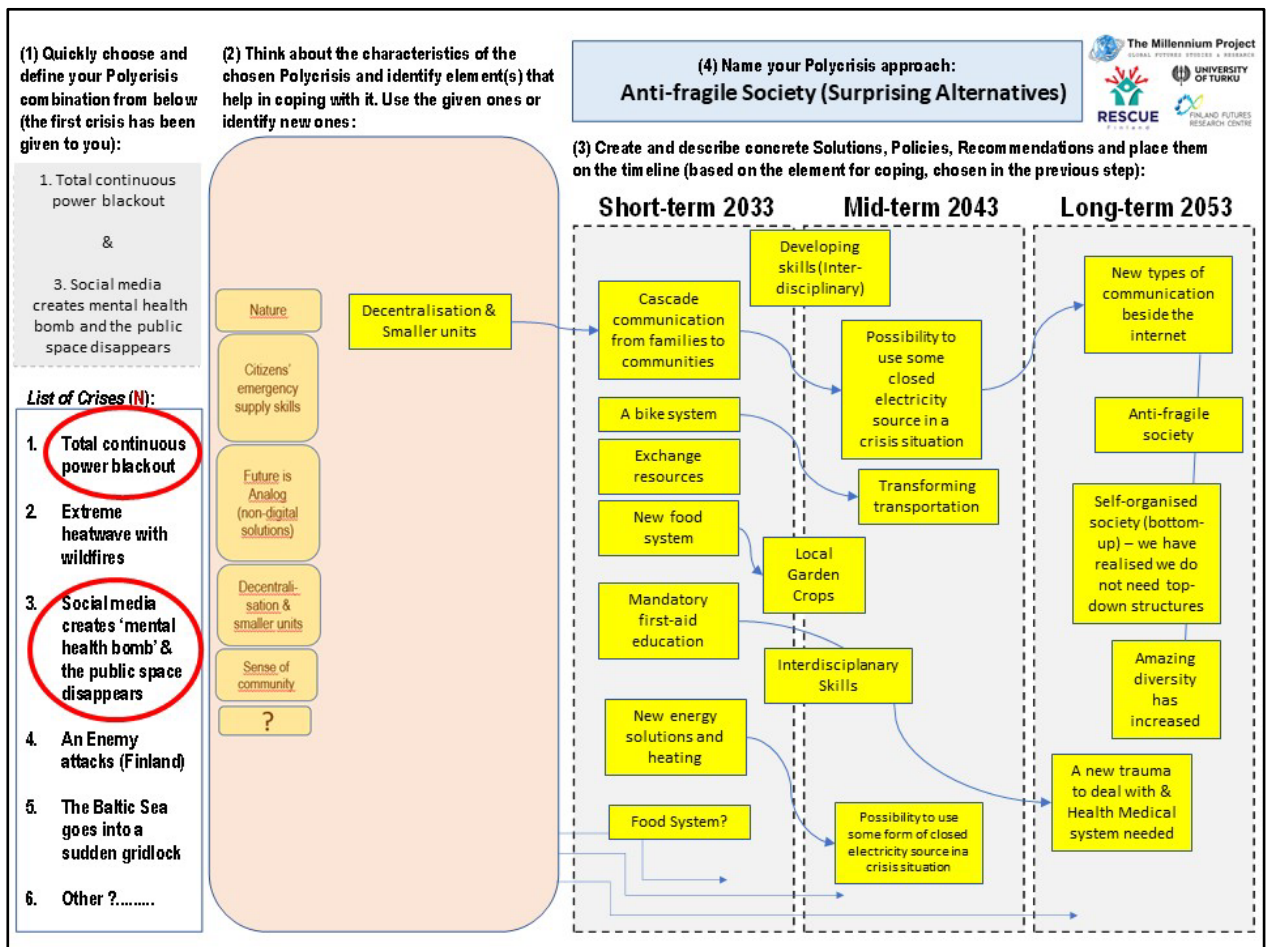 (1) Quickly choose and
define your Polycrisis
combination from below
(the first crisis has been
given to you):
1. Total continuous
power blackout
&
3. Social media
creates mental health
bomb and the public
space disappears
List of Crises (N):
1. Total continuous
power blackout
2. Extreme
heatwave with
wildfires
3. Social media
creates ‘mental
health bomb’ &
the public space
disappears
4. An Enemy
attacks (Finland)
5. The Baltic Sea
goes into a
sudden gridlock
6. Other ?.........
(2) Think about the characteristics of the
chosen Polycrisis and identify element(s) that
help in coping with it. Use the given ones or
identify new ones :
Nature
Citizens’
emergency
supply skills
Future is
Analog
(non-digital
solutions)
Decentrali-
sation &
smaller units
Sense of
community
?
Decentralisation &
Smaller units
(4) Name your Polycrisis approach:
Anti-fragile Society (Surprising Alternatives)
The Millennium Project
GLOBAL FUTURES STUDIES & RESEARCH
RESCUE
Finland
UNIVERSITY
OF TURKU
FINLAND FUTURES
RESEARCH CENTRE
(3) Create and describe concrete Solutions, Policies, Recommendations and place them
on the timeline (based on the element for coping, chosen in the previous step):
Short-term 2033
Mid-term 2043
Long-term 2053
Developing
skills (Inter-
disciplinary)
Cascade
communication
from families to
communities
A bike system
Exchange
resources
New food
system
Local
Garden
Crops
Mandatory
first-aid
education
Interdisciplanary
Skills
New energy
solutions and
heating
Food System?
Possibility to
use some
closed
electricity
source in a
crisis situation
Transforming
transportation
Possibility to use
some form of closed
electricity source in a
crisis situation
New types of
communication
beside the
internet
Anti-fragile
society
Self-organised
society (bottom-
up) – we have
realised we do
not need top-
down structures
Amazing
diversity
has
increased
A new trauma
to deal with &
Health Medical
system needed